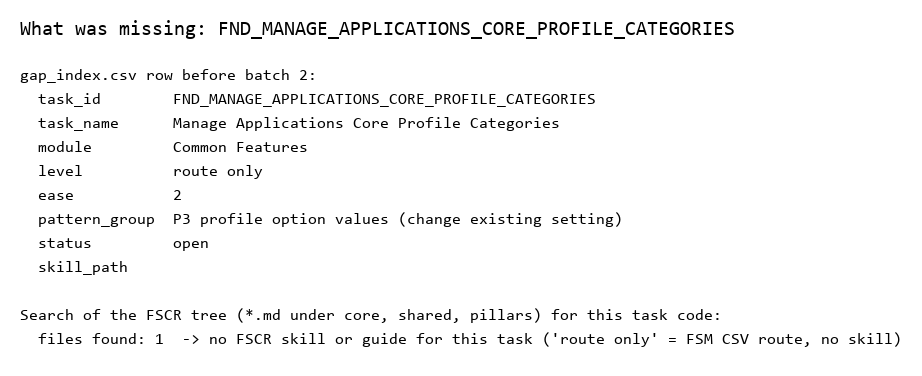 What was missing: FND_MANAGE_APPLICATIONS_CORE_PROFILE_CATEGORIES
gap_index.csv row before batch 2:
task_id FND_MANAGE_APPLICATIONS_CORE_PROFILE_CATEGORIES
task_name Manage Applications Core Profile Categories
module Common Features
level route only
ease 2
pattern_group P3 profile option values (change existing setting)
status open
skill_path
Search of the FSCR tree (*.md under core, shared, pillars) for this task code:
files found: 1 -> no FSCR skill or guide for this task ('route only' = FSM CSV route, no skill)